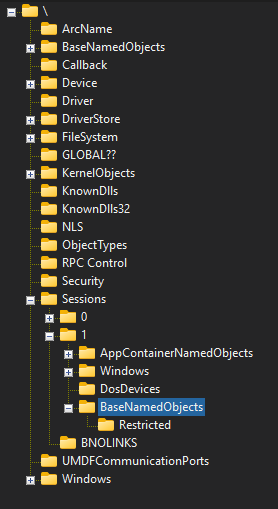 \
ArcName
BaseNamedObjects
Callback
Device
Driver
DriverStore
FileSystem
GLOBAL??
KernelObjects
KnownDlls
KnownDlls32
NLS
ObjectTypes
RPC Control
Security
Sessions
0
1
AppContainerNamedObjects
Windows
DosDevices
BaseNamedObjects
Restricted
BNOLINKS
UMDFCommunicationPorts
Windows